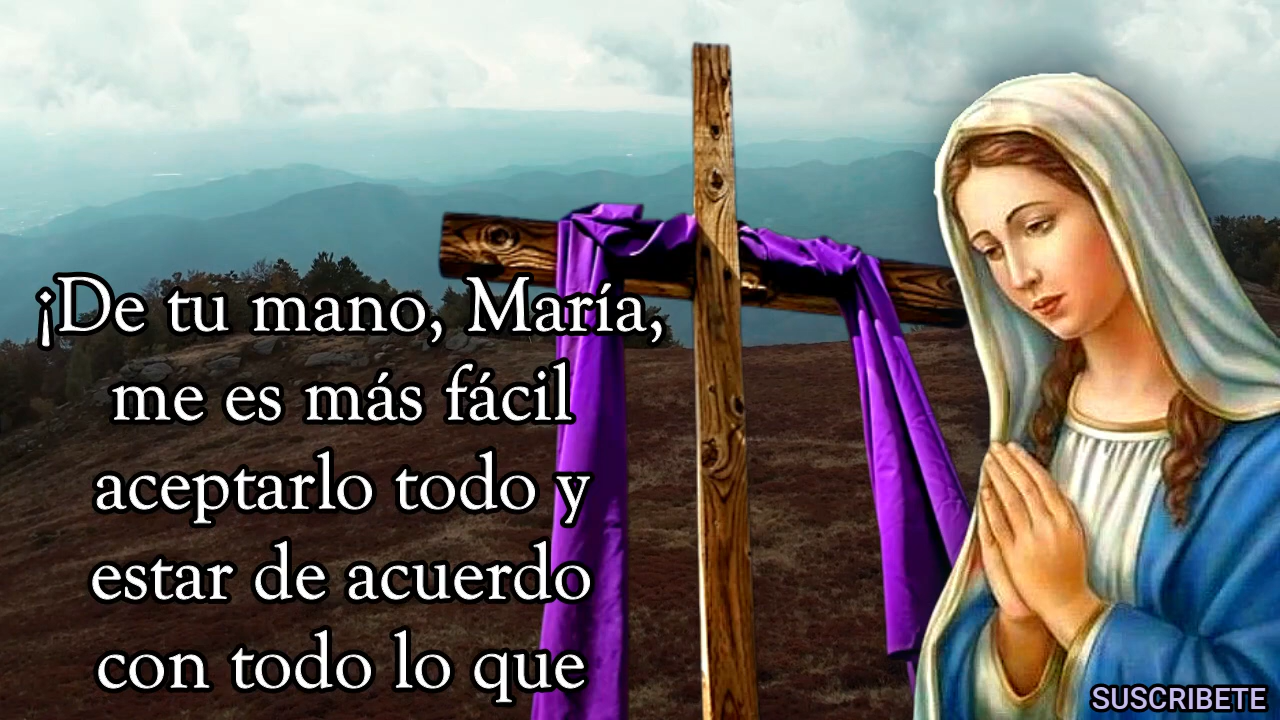 ¡De tu mano, María,
me es más fácil
aceptarlo todo y
estar de acuerdo
con todo lo que
SUSCRIBETE